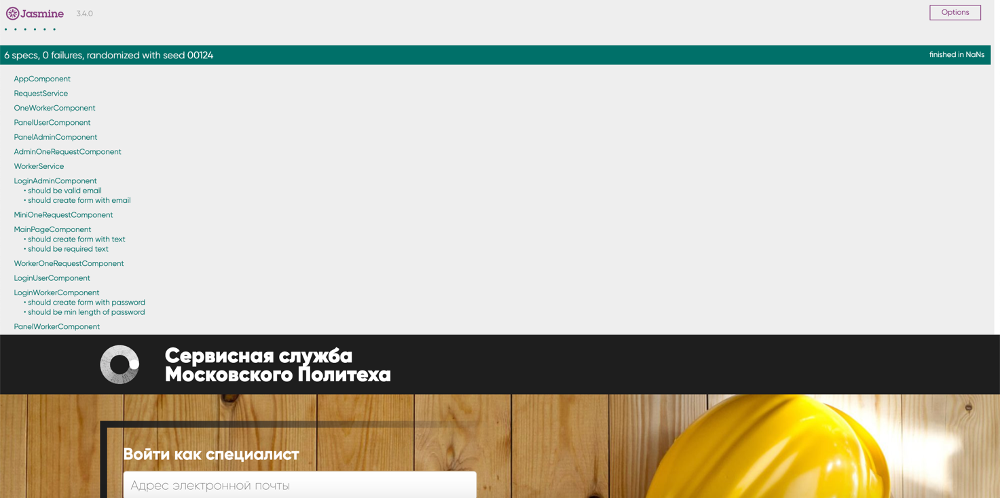 Jasmine 3.4.0 Options
• • • • • •
6 specs, 0 failures, randomized with seed 00124 finished in NaNs
AppComponent
RequestService
OneWorkerComponent
PanelUserComponent
PanelAdminComponent
AdminOneRequestComponent
WorkerService
LoginAdminComponent
• should be valid email
• should create form with email
MiniOneRequestComponent
MainPageComponent
• should create form with text
• should be required text
WorkerOneRequestComponent
LoginUserComponent
LoginWorkerComponent
• should create form with password
• should be min length of password
PanelWorkerComponent
Сервисная служба
Московского Политеха
Войти как специалист
Адрес электронной почты